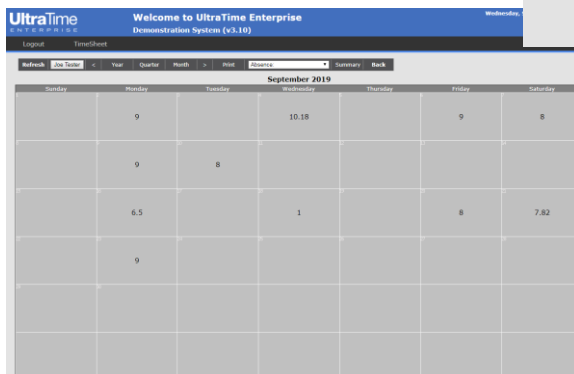 UltraTime
ENTERPRISE
Welcome to UltraTime Enterprise
Demonstration System (v3.10)
Wednesday,
Logout TimeSheet
Refresh Joe Tester < Year Quarter Month > Print Absence Summary Back
September 2019
Sunday Monday Tuesday Wednesday Thursday Friday Saturday
9 10.18 9 8
9 8
6.5 1 8 7.82
9